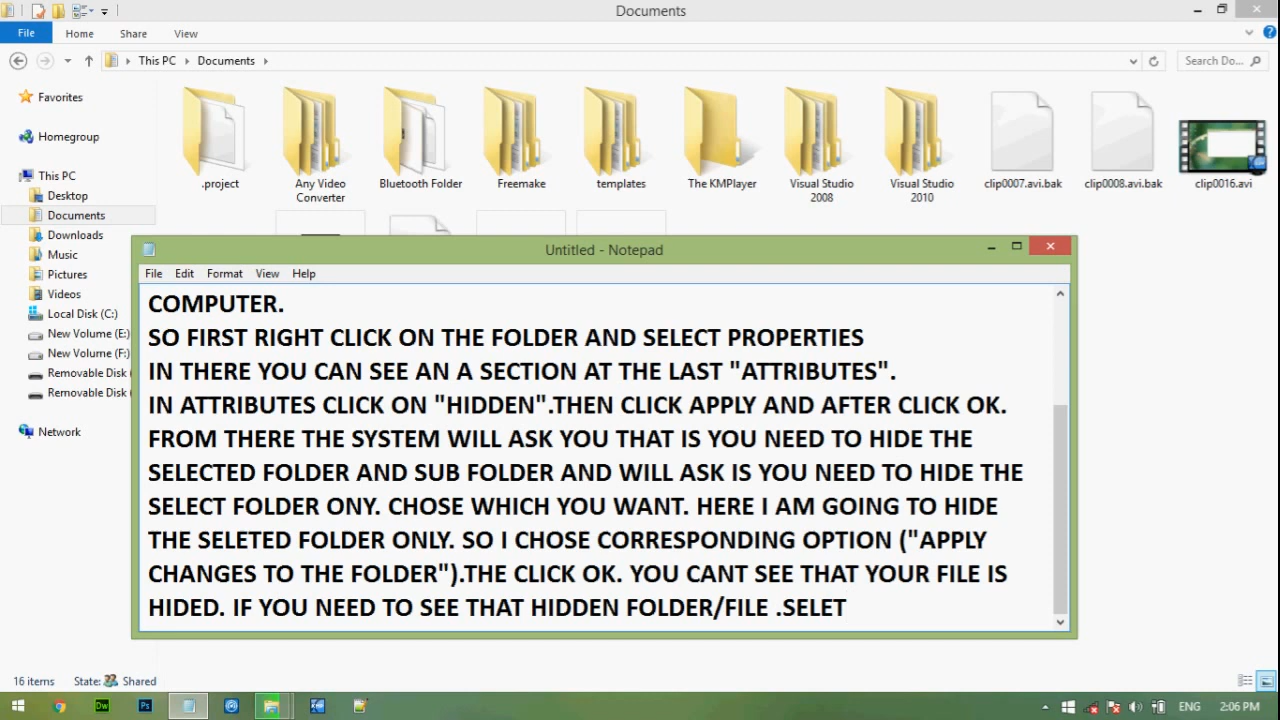 Documents
File
Home
Share
View
This PC
Documents
Search Do...
Favorites
Homegroup
This PC
Desktop
Documents
Downloads
Music
Pictures
Videos
Local Disk (C:)
New Volume (E:)
New Volume (F:)
Removable Disk
Removable Disk
Network
.project
Any Video
Converter
Bluetooth Folder
Freemake
templates
The KMPlayer
Visual Studio
2008
Visual Studio
2010
clip0007.avi.bak
clip0008.avi.bak
clip0016.avi
Untitled - Notepad
File Edit Format View Help
COMPUTER.
SO FIRST RIGHT CLICK ON THE FOLDER AND SELECT PROPERTIES
IN THERE YOU CAN SEE AN A SECTION AT THE LAST "ATTRIBUTES".
IN ATTRIBUTES CLICK ON "HIDDEN".THEN CLICK APPLY AND AFTER CLICK OK.
FROM THERE THE SYSTEM WILL ASK YOU THAT IS YOU NEED TO HIDE THE
SELECTED FOLDER AND SUB FOLDER AND WILL ASK IS YOU NEED TO HIDE THE
SELECT FOLDER ONY. CHOSE WHICH YOU WANT. HERE I AM GOING TO HIDE
THE SELETED FOLDER ONLY. SO I CHOSE CORRESPONDING OPTION ("APPLY
CHANGES TO THE FOLDER").THE CLICK OK. YOU CANT SEE THAT YOUR FILE IS
HIDED. IF YOU NEED TO SEE THAT HIDDEN FOLDER/FILE .SELET
16 items
State: Shared
Dw
Ps
ENG
2:06 PM